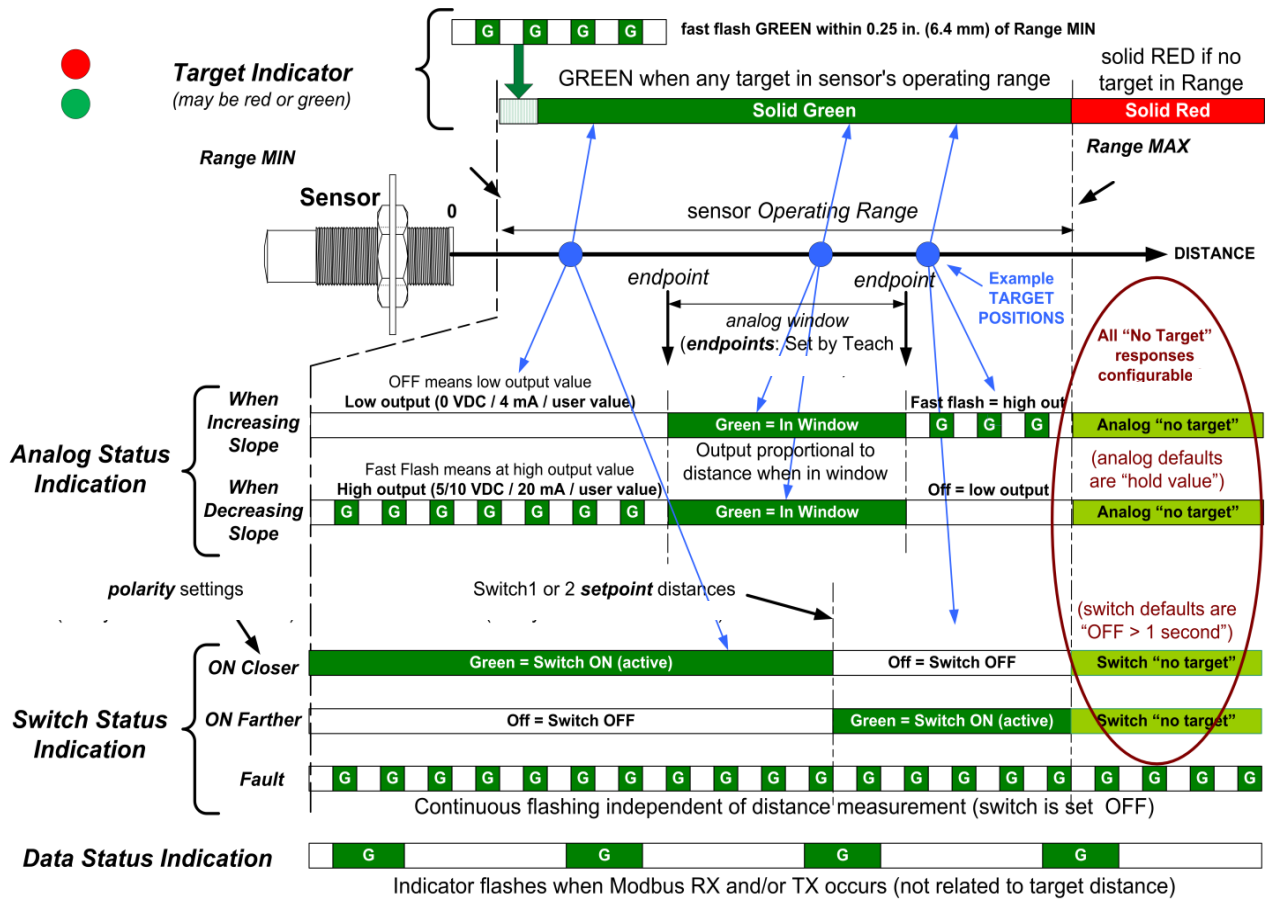 G G G G
fast flash GREEN within 0.25 in. (6.4 mm) of Range MIN
Target Indicator
(may be red or green)
GREEN when any target in sensor's operating range
solid RED if no
target in Range
Solid Green
Solid Red
Range MIN
Range MAX
Sensor
0
sensor Operating Range
DISTANCE
endpoint
endpoint
Example
TARGET
POSITIONS
analog window
(endpoints: Set by Teach
All “No Target”
responses
configurable
OFF means low output value
Low output (0 VDC / 4 mA / user value)
Fast flash = high out
When
Increasing
Slope
Green = In Window
G G G
Analog “no target”
Analog Status
Indication
Output proportional to
distance when in window
(analog defaults
are “hold value”)
Fast Flash means at high output value
High output (5/10 VDC / 20 mA / user value)
Off = low output
When
Decreasing
Slope
G G G G G G G
Green = In Window
Analog “no target”
polarity settings
Switch1 or 2 setpoint distances
(switch defaults are
“OFF > 1 second”)
ON Closer
Green = Switch ON (active)
Off = Switch OFF
Switch “no target”
Switch Status
Indication
ON Farther
Off = Switch OFF
Green = Switch ON (active)
Switch “no target”
Fault
G G G G G G G G G G G G G G G G G G G G
Continuous flashing independent of distance measurement (switch is set OFF)
Data Status Indication
G G G G
Indicator flashes when Modbus RX and/or TX occurs (not related to target distance)